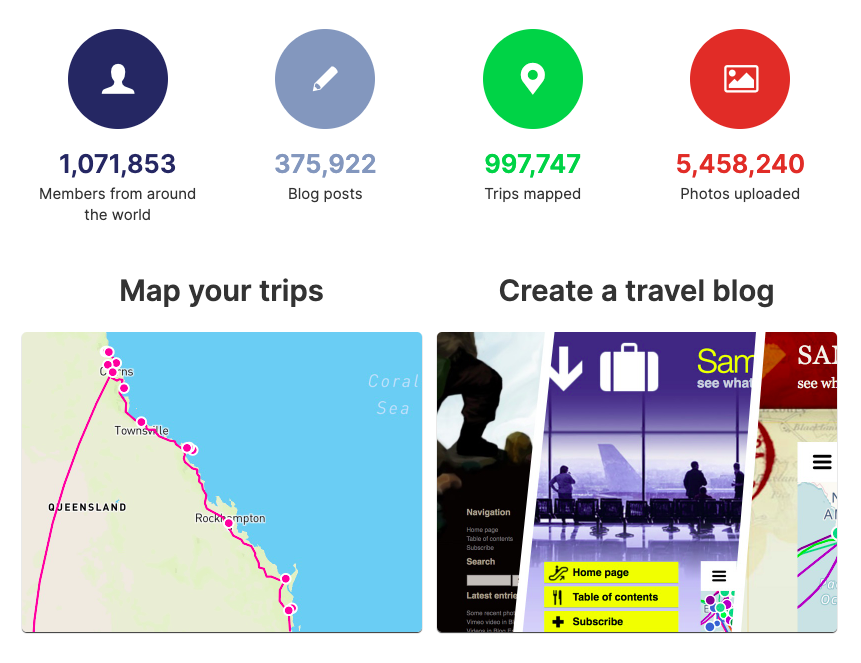 1,071,853
Members from around
the world
375,922
Blog posts
997,747
Trips mapped
5,458,240
Photos uploaded
Map your trips
Create a travel blog
Coral
Sea
Cairns
Townsville
QUEENSLAND
Rockhampton
Navigation
Home page
Table of contents
Subscribe
Search
Latest entrie
Some recent phot
Vimeo video in B
Videos in Blog E
Sam
see what
Home page
Table of contents
Subscribe
SA
see wh